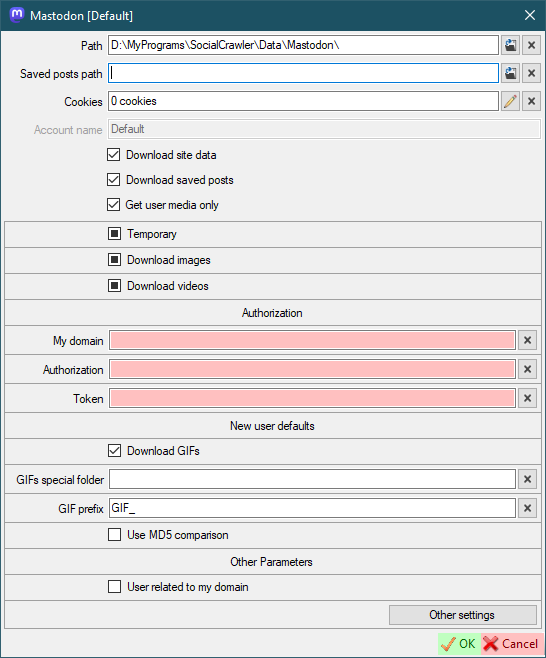 Mastodon [Default]
Path D:\MyPrograms\SocialCrawler\Data\Mastodon\
Saved posts path
Cookies 0 cookies
Account name Default
Download site data
Download saved posts
Get user media only
Temporary
Download images
Download videos
Authorization
My domain
Authorization
Token
New user defaults
Download GIFs
GIFs special folder
GIF prefix GIF_
Use MD5 comparison
Other Parameters
User related to my domain
Other settings
OK Cancel